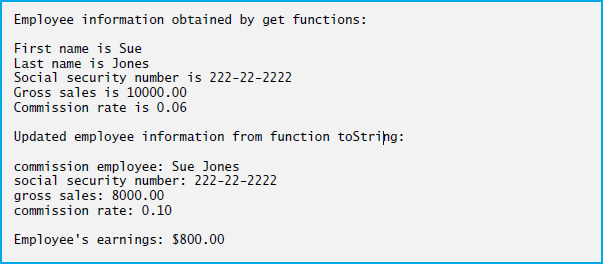 Employee information obtained by get functions:
First name is Sue
Last name is Jones
Social security number is 222-22-2222
Gross sales is 10000.00
Commission rate is 0.06
Updated employee information from function toString:
commission employee: Sue Jones
social security number: 222-22-2222
gross sales: 8000.00
commission rate: 0.10
Employee's earnings: $800.00